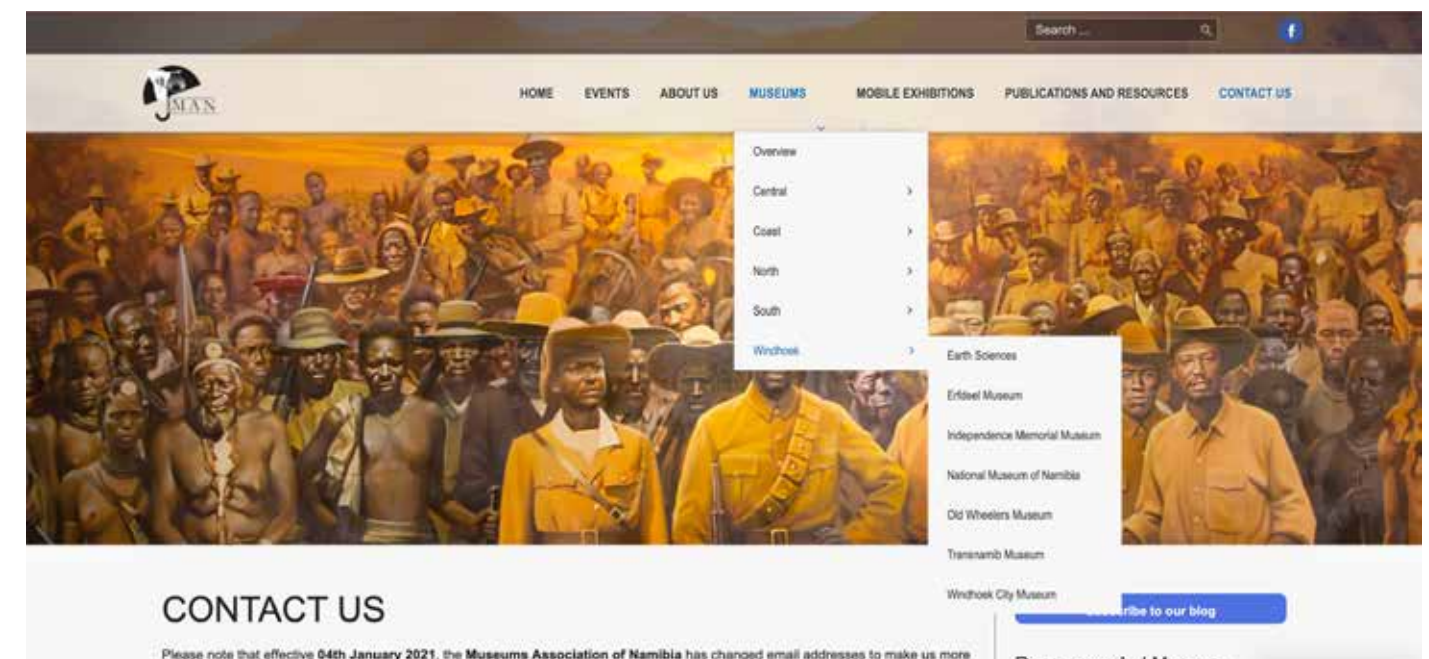 Search ...
f
MAN
HOME EVENTS ABOUT US MUSEUMS MOBILE EXHIBITIONS PUBLICATIONS AND RESOURCES CONTACT US
Overview
Central
Coast
North
South
Windhoek
Earth Sciences
Erfdeel Museum
Independence Memorial Museum
National Museum of Namibia
Old Wheelers Museum
Transnamib Museum
Windhoek City Museum
CONTACT US
to our blog
Please note that effective 04th January 2021, the Museums Association of Namibia has changed email addresses to make us more